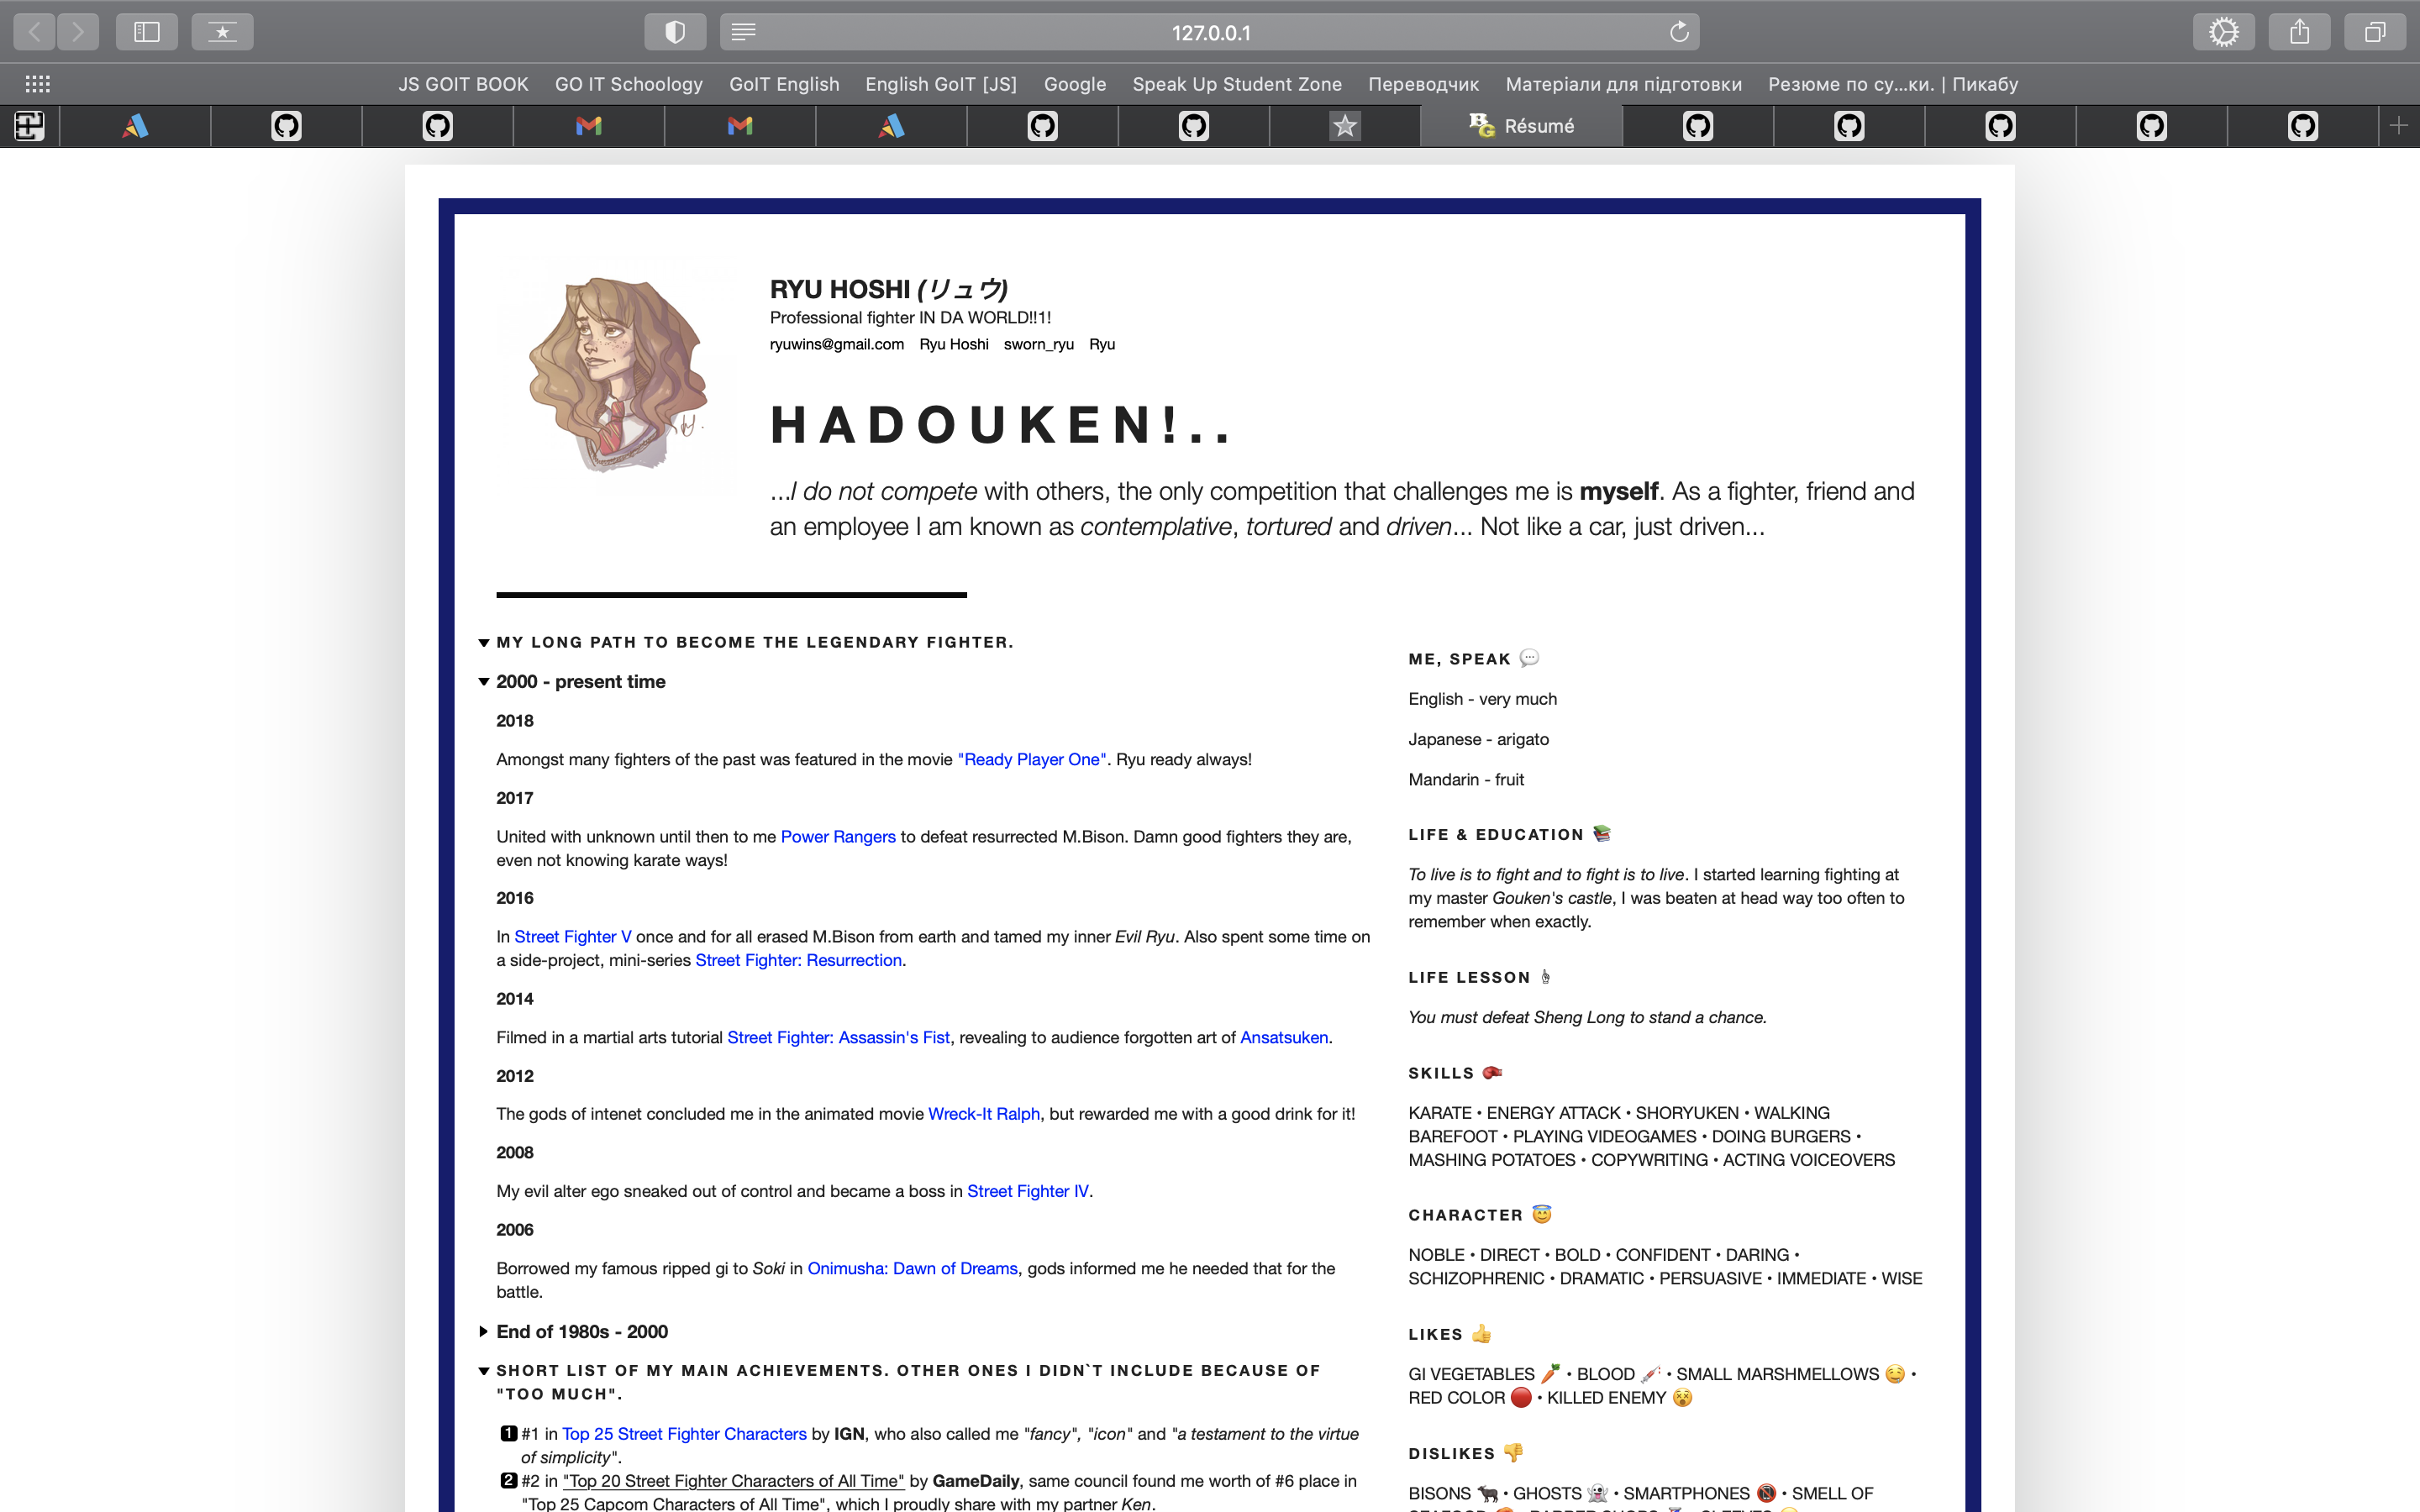 127.0.0.1
JS GOIT BOOK GO IT Schoology GoIT English English GoIT [JS] Google Speak Up Student Zone Переводчик Матеріали для підготовки Резюме по су...ки. | Пикабу
Résumé
RYU HOSHI (リュウ)
Professional fighter IN DA WORLD!!1!
ryuwins@gmail.com Ryu Hoshi sworn_ryu Ryu
HADOUKEN!..
...I do not compete with others, the only competition that challenges me is myself. As a fighter, friend and
an employee I am known as contemplative, tortured and driven... Not like a car, just driven...
MY LONG PATH TO BECOME THE LEGENDARY FIGHTER.
2000 - present time
2018
Amongst many fighters of the past was featured in the movie "Ready Player One". Ryu ready always!
2017
United with unknown until then to me Power Rangers to defeat resurrected M.Bison. Damn good fighters they are,
even not knowing karate ways!
2016
In Street Fighter V once and for all erased M.Bison from earth and tamed my inner Evil Ryu. Also spent some time on
a side-project, mini-series Street Fighter: Resurrection.
2014
Filmed in a martial arts tutorial Street Fighter: Assassin's Fist, revealing to audience forgotten art of Ansatsuken.
2012
The gods of intenet concluded me in the animated movie Wreck-It Ralph, but rewarded me with a good drink for it!
2008
My evil alter ego sneaked out of control and became a boss in Street Fighter IV.
2006
Borrowed my famous ripped gi to Soki in Onimusha: Dawn of Dreams, gods informed me he needed that for the
battle.
End of 1980s - 2000
SHORT LIST OF MY MAIN ACHIEVEMENTS. OTHER ONES I DIDN`T INCLUDE BECAUSE OF
"TOO MUCH".
1 #1 in Top 25 Street Fighter Characters by IGN, who also called me "fancy", "icon" and "a testament to the virtue
of simplicity".
2 #2 in "Top 20 Street Fighter Characters of All Time" by GameDaily, same council found me worth of #6 place in
"Top 25 Capcom Characters of All Time", which I proudly share with my partner Ken.
ME, SPEAK 💬
English - very much
Japanese - arigato
Mandarin - fruit
LIFE & EDUCATION 📚
To live is to fight and to fight is to live. I started learning fighting at
my master Gouken's castle, I was beaten at head way too often to
remember when exactly.
LIFE LESSON ☝
You must defeat Sheng Long to stand a chance.
SKILLS 🥊
KARATE • ENERGY ATTACK • SHORYUKEN • WALKING
BAREFOOT • PLAYING VIDEOGAMES • DOING BURGERS •
MASHING POTATOES • COPYWRITING • ACTING VOICEOVERS
CHARACTER 😇
NOBLE • DIRECT • BOLD • CONFIDENT • DARING •
SCHIZOPHRENIC • DRAMATIC • PERSUASIVE • IMMEDIATE • WISE
LIKES 👍
GI VEGETABLES 🥕 • BLOOD 💉 • SMALL MARSHMELLOWS 😋 •
RED COLOR 🔴 • KILLED ENEMY 😵
DISLIKES 👎
BISONS 🐃 • GHOSTS 👻 • SMARTPHONES 📵 • SMELL OF